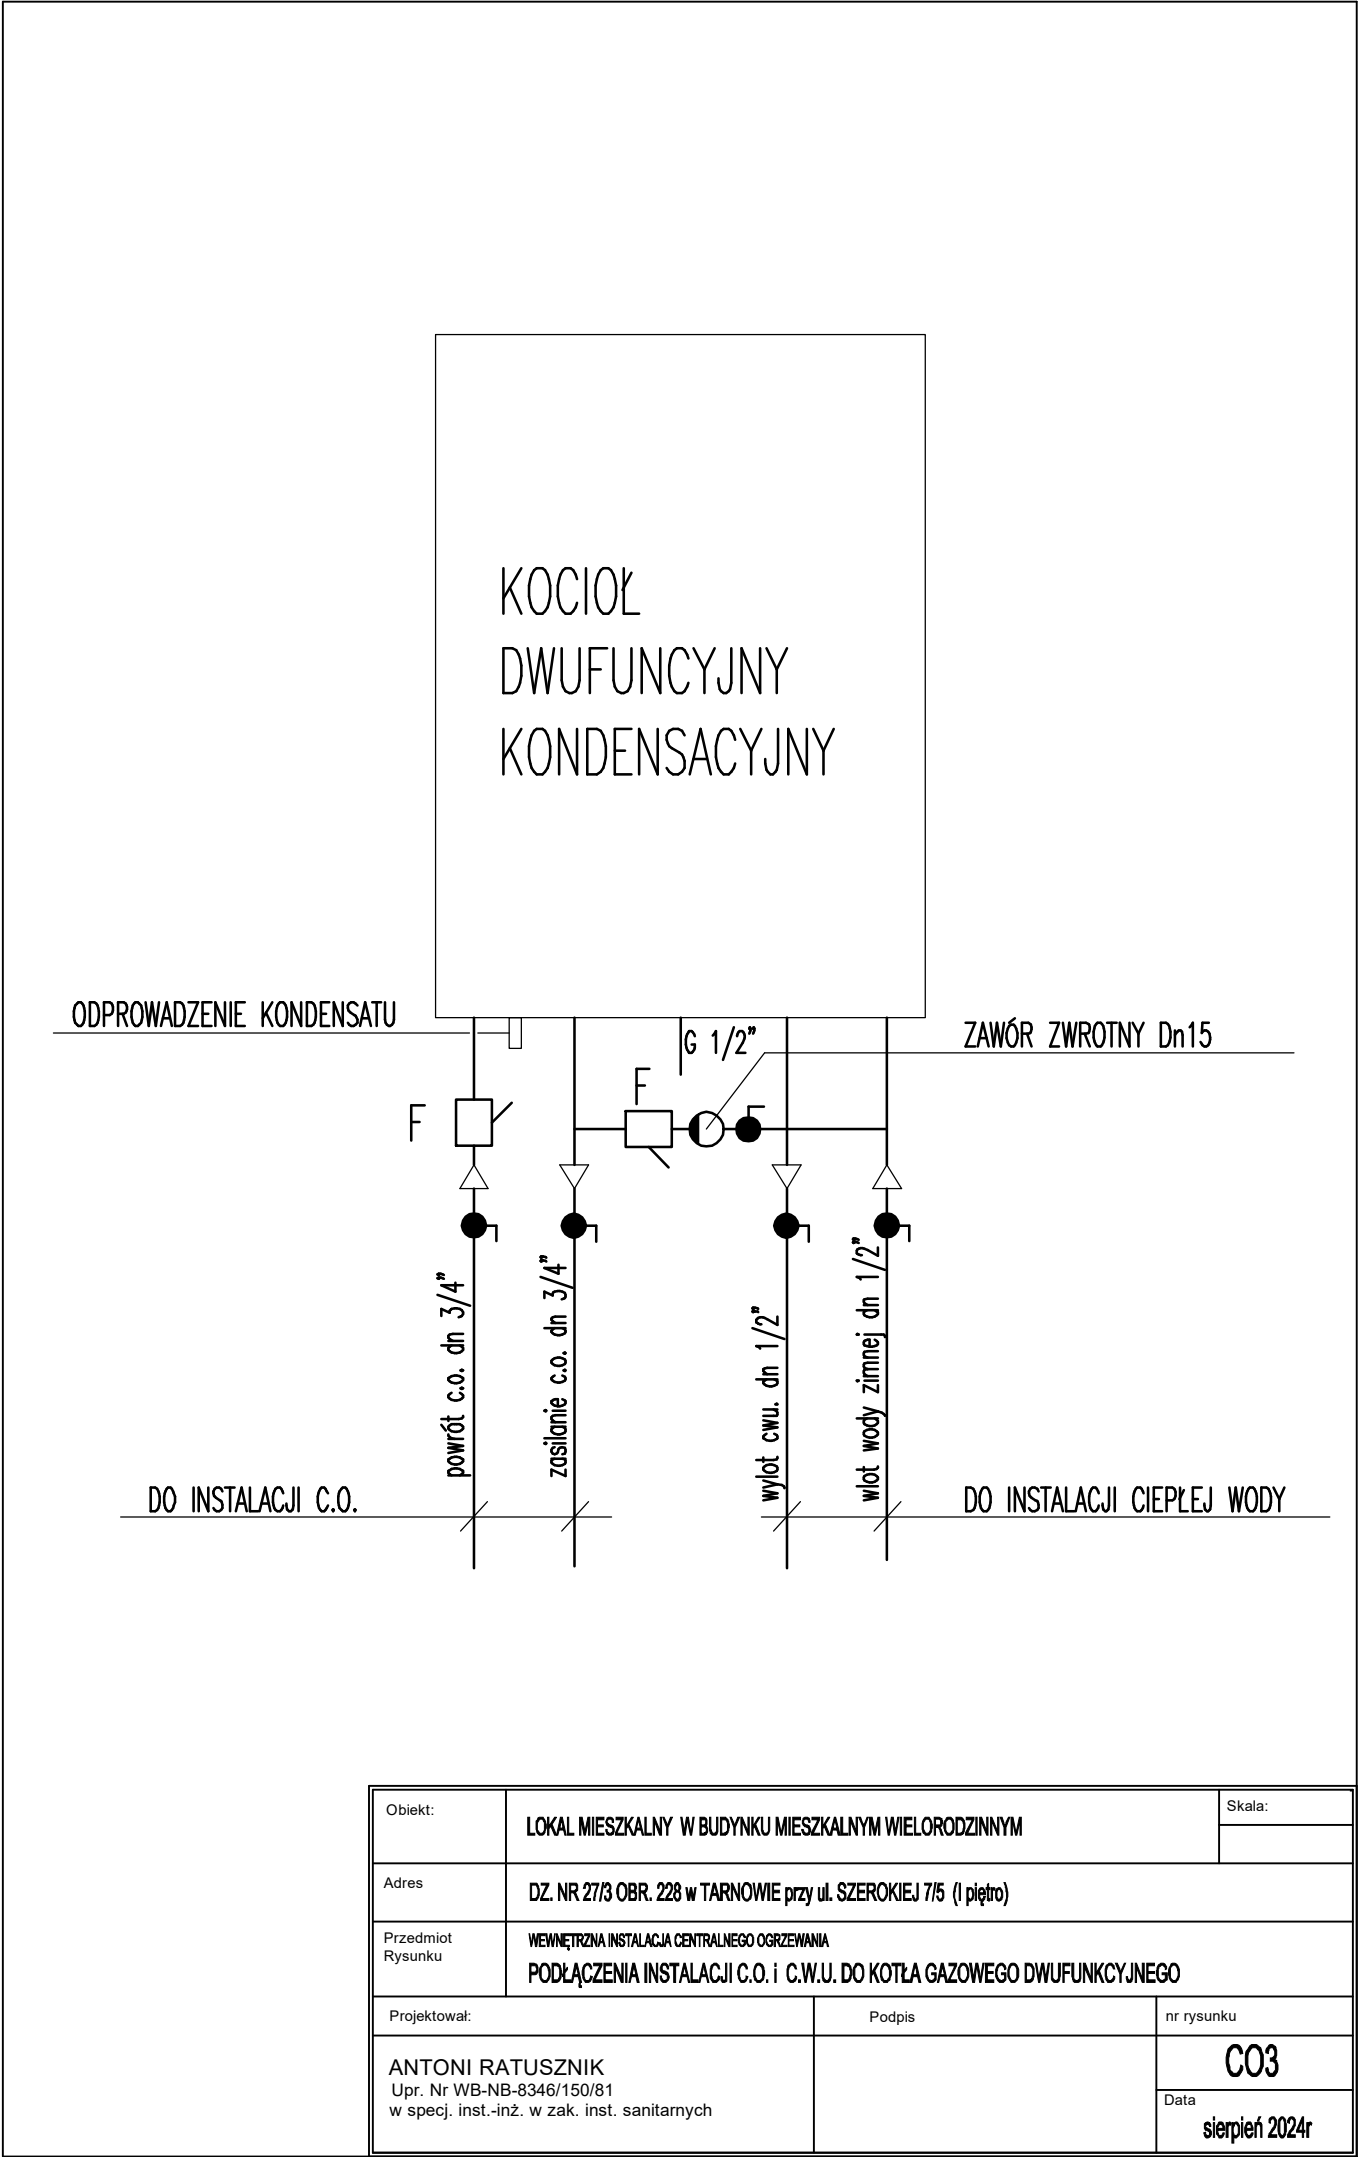 KOCIOŁ
DWUFUNCYJNY
KONDENSACYJNY
ODPROWADZENIE KONDENSATU
G 1/2"
ZAWÓR ZWROTNY Dn15
F
F
powrót c.o. dn 3/4"
zasilanie c.o. dn 3/4"
wylot cwu. dn 1/2"
wlot wody zimnej dn 1/2"
DO INSTALACJI C.O.
DO INSTALACJI CIEPŁEJ WODY
Obiekt:
LOKAL MIESZKALNY W BUDYNKU MIESZKALNYM WIELORODZINNYM
Skala:
Adres
DZ. NR 27/3 OBR. 228 w TARNOWIE przy ul. SZEROKIEJ 7/5 (I piętro)
Przedmiot
Rysunku
WEWNĘTRZNA INSTALACJA CENTRALNEGO OGRZEWANIA
PODŁĄCZENIA INSTALACJI C.O. i C.W.U. DO KOTŁA GAZOWEGO DWUFUNKCYJNEGO
Projektował:
Podpis
nr rysunku
ANTONI RATUSZNIK
Upr. Nr WB-NB-8346/150/81
w specj. inst.-inż. w zak. inst. sanitarnych
CO3
Data
sierpień 2024r